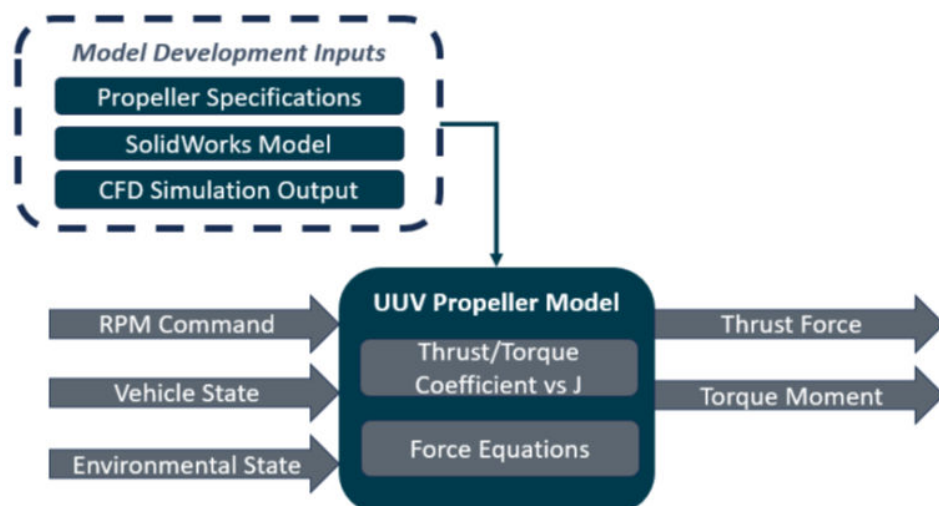 Model Development Inputs
Propeller Specifications
SolidWorks Model
CFD Simulation Output
UUV Propeller Model
RPM Command
Thrust/Torque
Coefficient vs J
Thrust Force
Vehicle State
Torque Moment
Force Equations
Environmental State